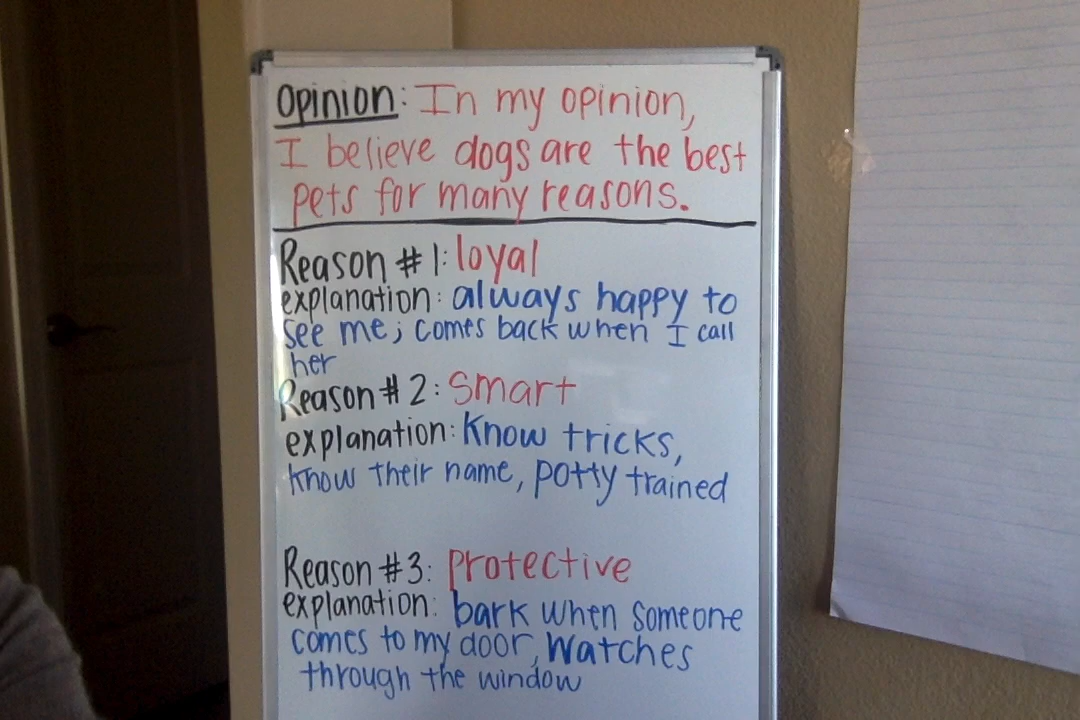 Opinion: In my opinion,
I believe dogs are the best
pets for many reasons.
Reason #1: loyal
explanation: always happy to
see me; comes back when I call
her
Reason #2: smart
explanation: Know tricks,
know their name, potty trained
Reason #3: protective
explanation: bark when someone
comes to my door, watches
through the window